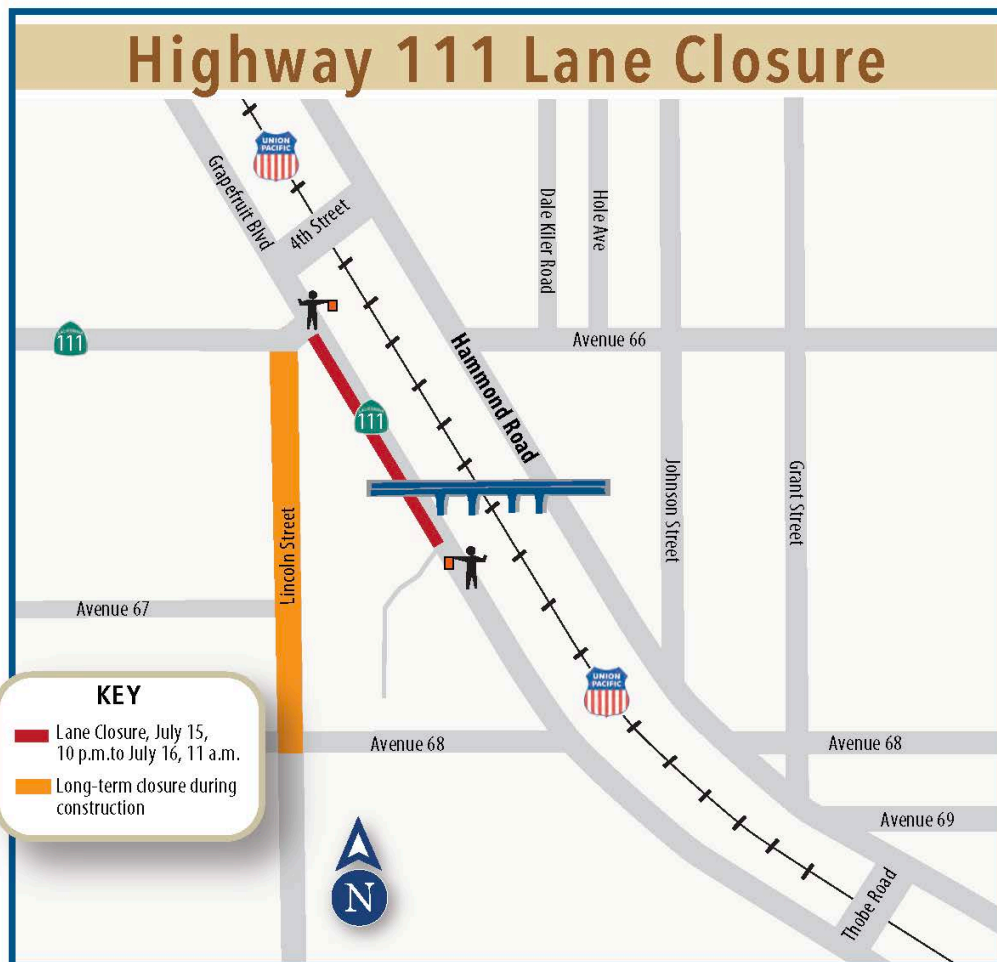 Highway 111 Lane Closure
UNION
PACIFIC
Grapefruit Blvd
4th Street
Dale Kiler Road
Hole Ave
CALIFORNIA
111
Avenue 66
Hammond Road
CALIFORNIA
111
Johnson Street
Grant Street
Lincoln Street
Avenue 67
UNION
PACIFIC
KEY
Lane Closure, July 15,
10 p.m.to July 16, 11 a.m.
Long-term closure during
construction
Avenue 68
Avenue 68
Avenue 69
Thobe Road
N